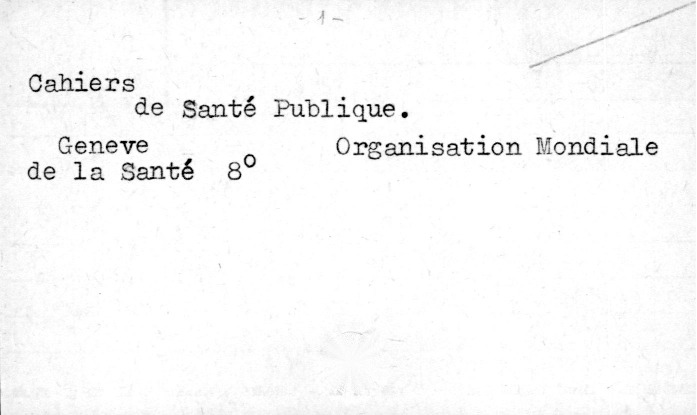 - 1 -
Cahiers
de Santé Publique.
Geneve Organisation Mondiale
de la Santé 8°